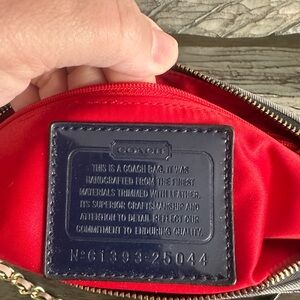 COACH
THIS IS A COACH BAG. IT WAS
HANDCRAFTED FROM THE FINEST
MATERIALS TRIMMED WITH LEATHER.
ITS SUPERIOR CRAFTSMANSHIP AND
ATTENTION TO DETAIL REFLECT OUR
COMMITMENT TO ENDURING QUALITY.
Nº G1393-25044